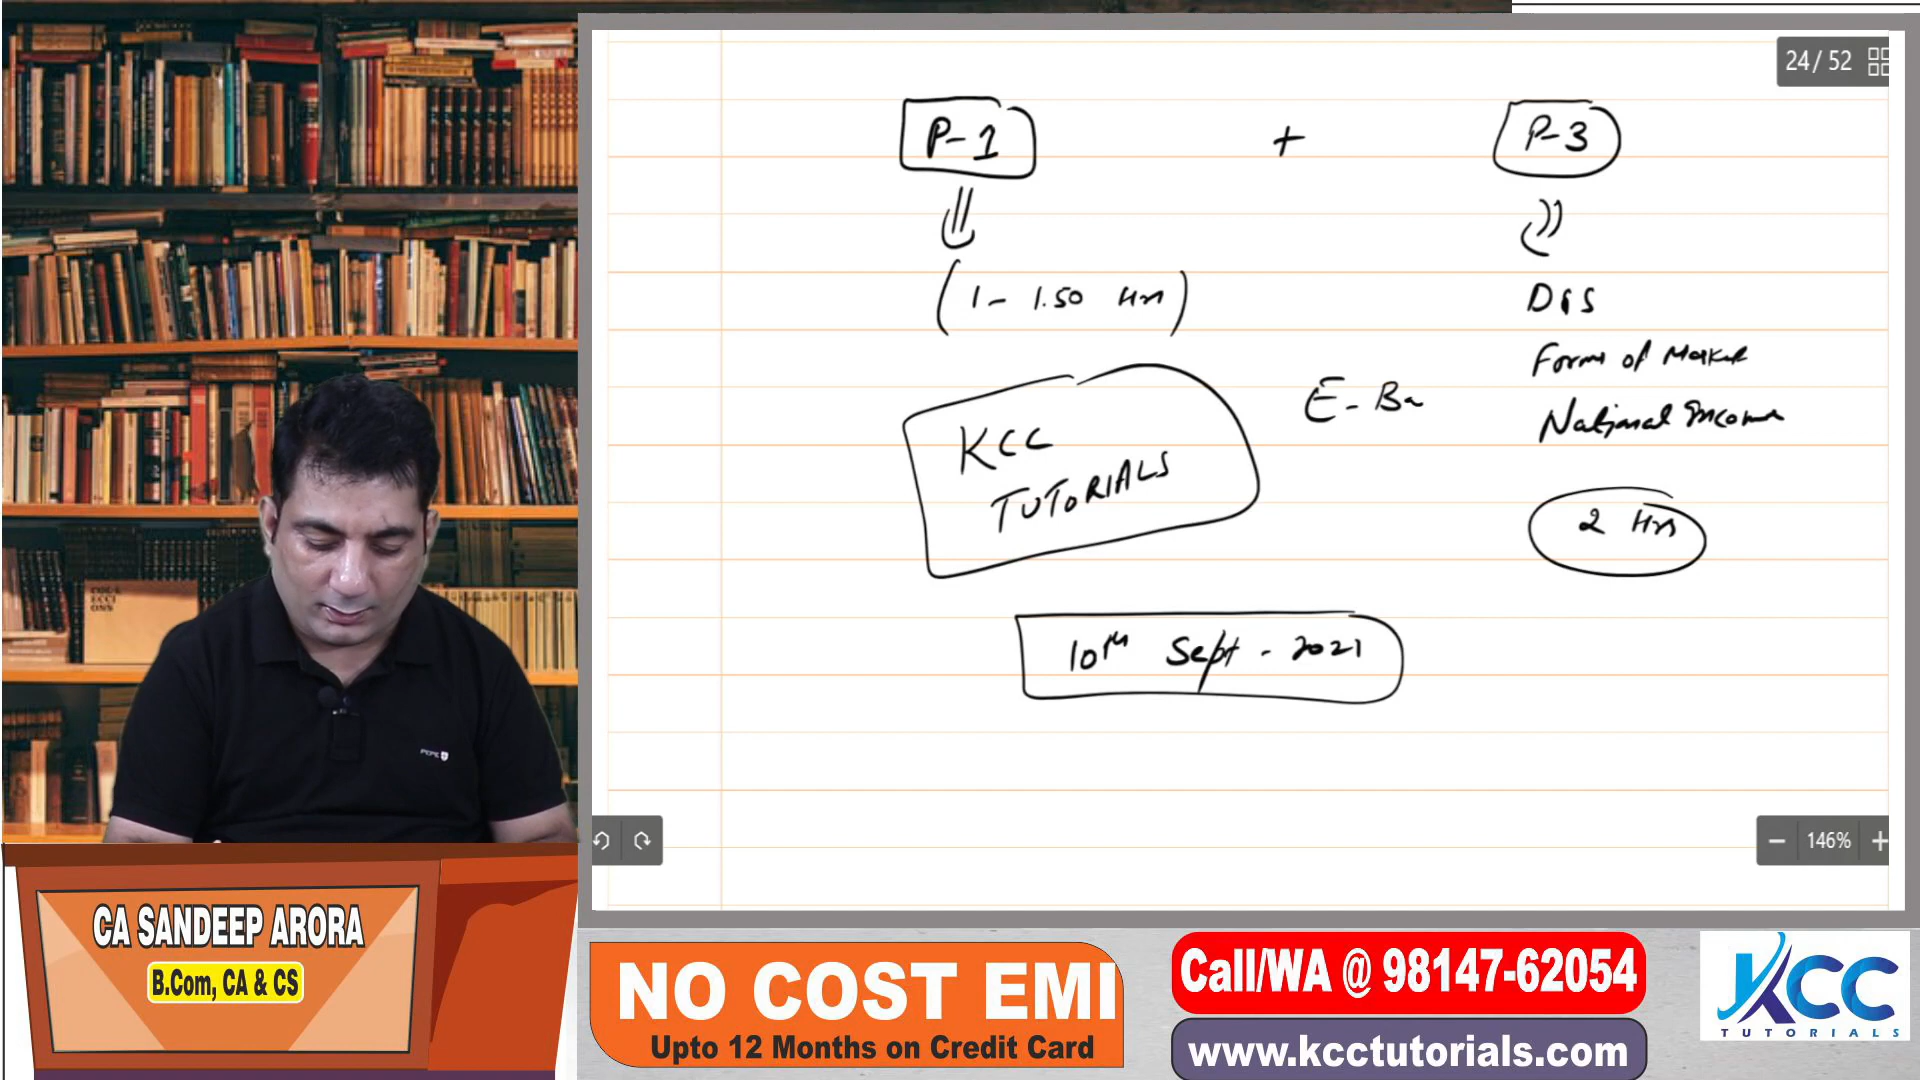 24 / 52
P-1 + P-3
(1 - 1.50 Hrs)
D&S
Forms of Market
National Income
E-Ba
KCC
TUTORIALS
2 Hrs
10th Sept - 2021
146%
CA SANDEEP ARORA
B.Com, CA & CS
NO COST EMI
Upto 12 Months on Credit Card
Call/WA @ 98147-62054
www.kcctutorials.com
KCC
TUTORIALS